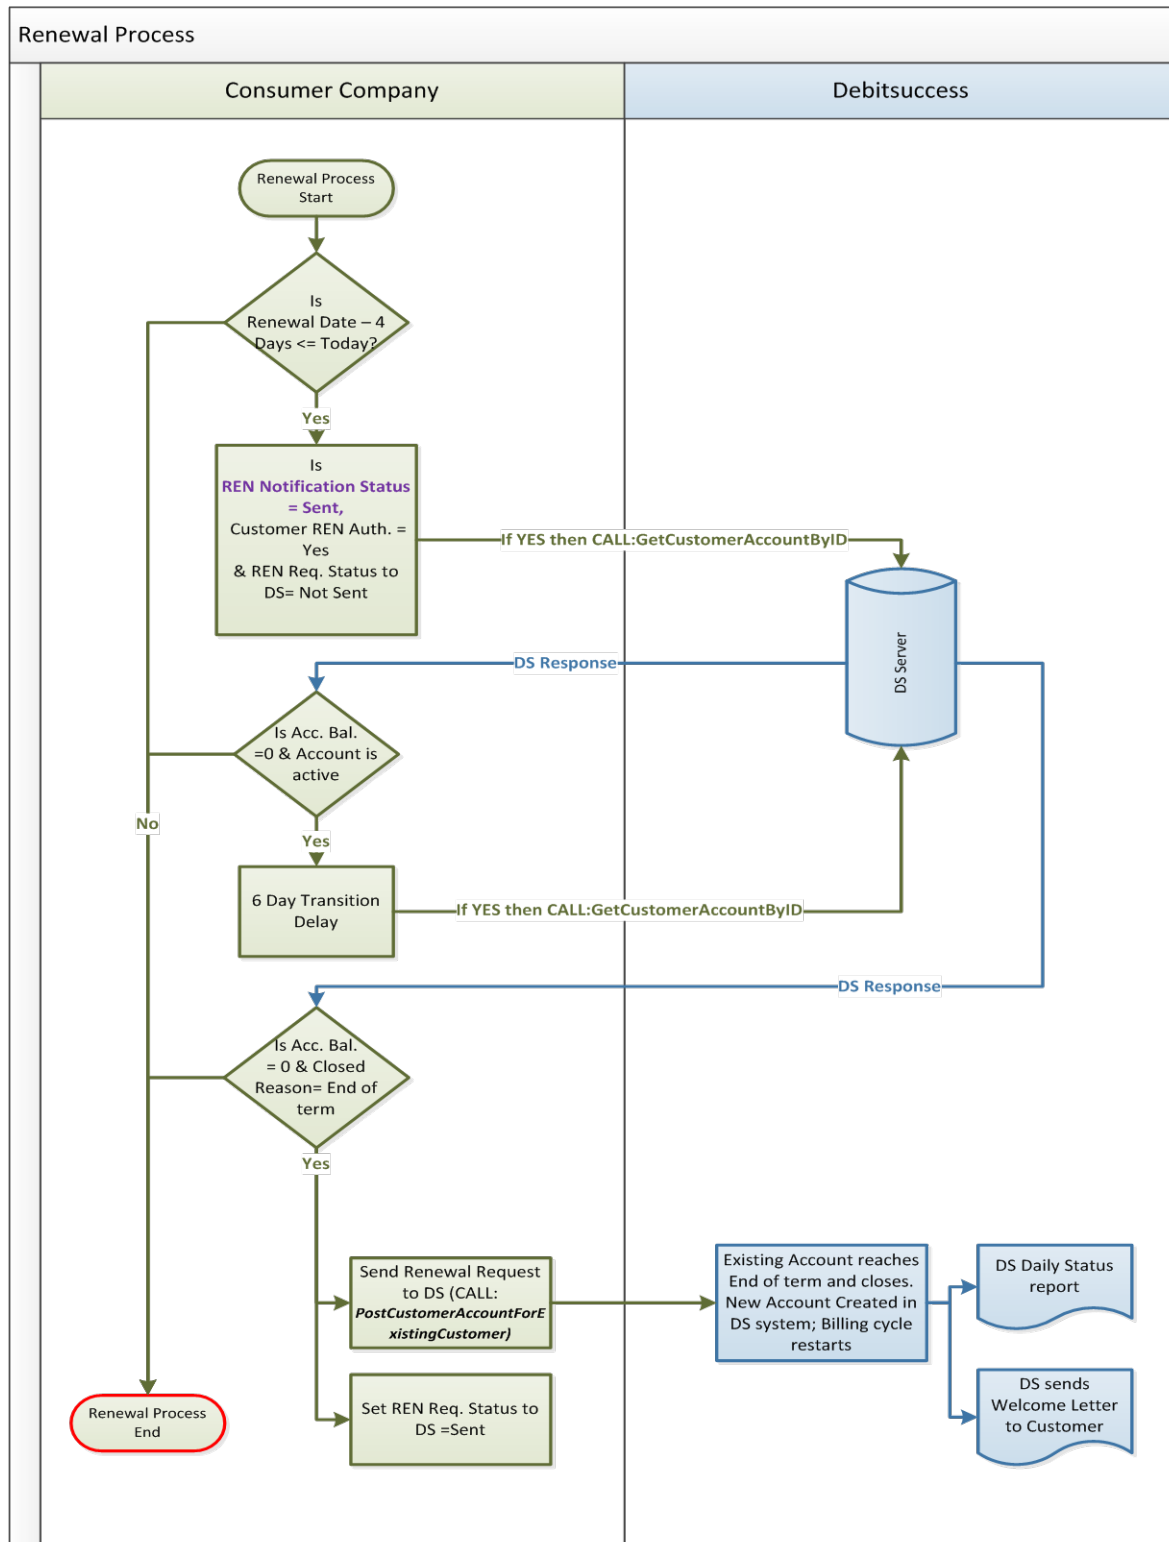 Renewal Process
Consumer Company
Debitsuccess
Renewal Process
Start
Is
Renewal Date – 4
Days <= Today?
Yes
Is
REN Notification Status
= Sent,
Customer REN Auth. =
Yes
& REN Req. Status to
DS= Not Sent
If YES then CALL:GetCustomerAccountByID
DS Server
DS Response
Is Acc. Bal.
=0 & Account is
active
No
Yes
6 Day Transition
Delay
If YES then CALL:GetCustomerAccountByID
DS Response
Is Acc. Bal.
= 0 & Closed
Reason= End of
term
Yes
Send Renewal Request
to DS (CALL:
PostCustomerAccountForE
xistingCustomer)
Existing Account reaches
End of term and closes.
New Account Created in
DS system; Billing cycle
restarts
DS Daily Status
report
DS sends
Welcome Letter
to Customer
Set REN Req. Status to
DS =Sent
Renewal Process
End